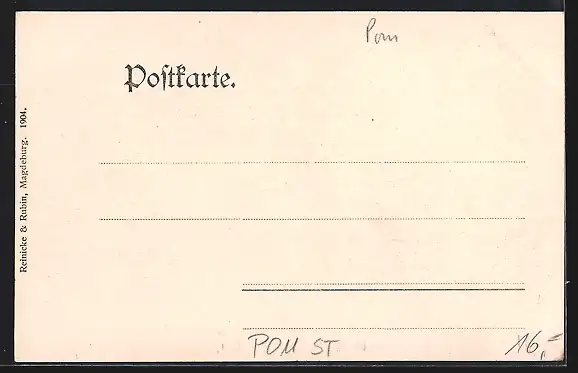 Pom
Postkarte.
Reinicke & Rubin, Magdeburg. 1904.
POM ST
16,-